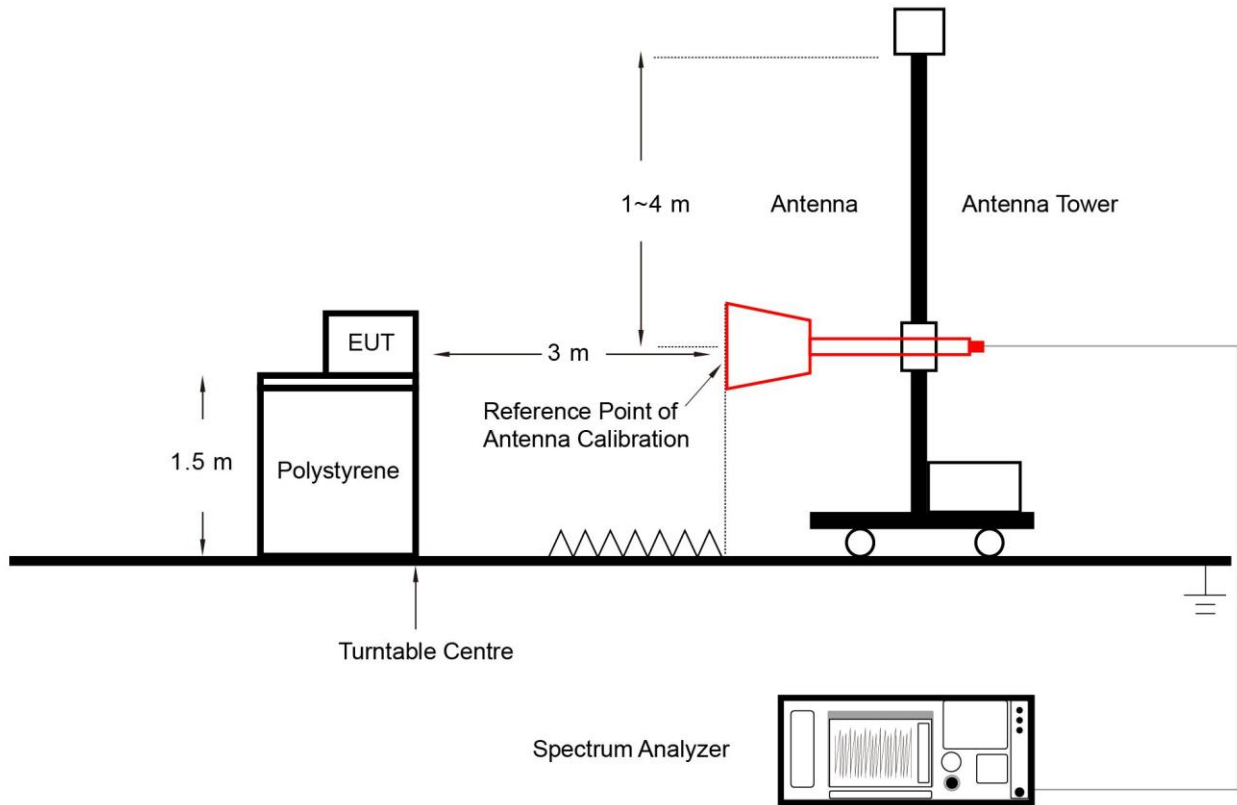 1~4 m
Antenna
Antenna Tower
EUT
3 m
Reference Point of
Antenna Calibration
1.5 m
Polystyrene
Turntable Centre
Spectrum Analyzer